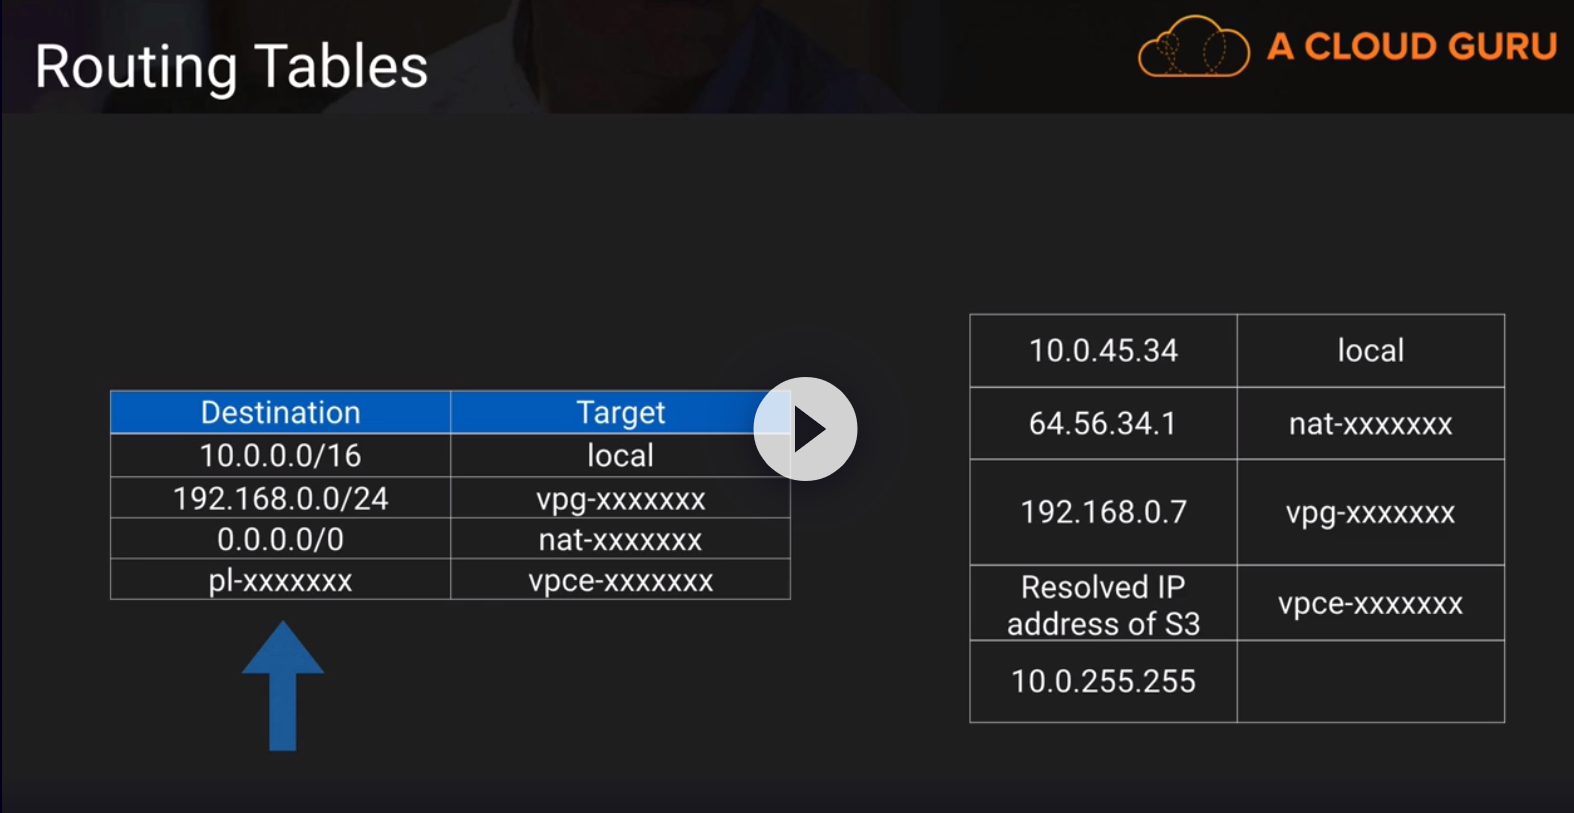 Routing Tables
A CLOUD GURU
Destination Target
10.0.0.0/16 local
192.168.0.0/24 vpg-xxxxxxx
0.0.0.0/0 nat-xxxxxxx
pl-xxxxxxx vpce-xxxxxxx
10.0.45.34 local
64.56.34.1 nat-xxxxxxx
192.168.0.7 vpg-xxxxxxx
Resolved IP
address of S3 vpce-xxxxxxx
10.0.255.255